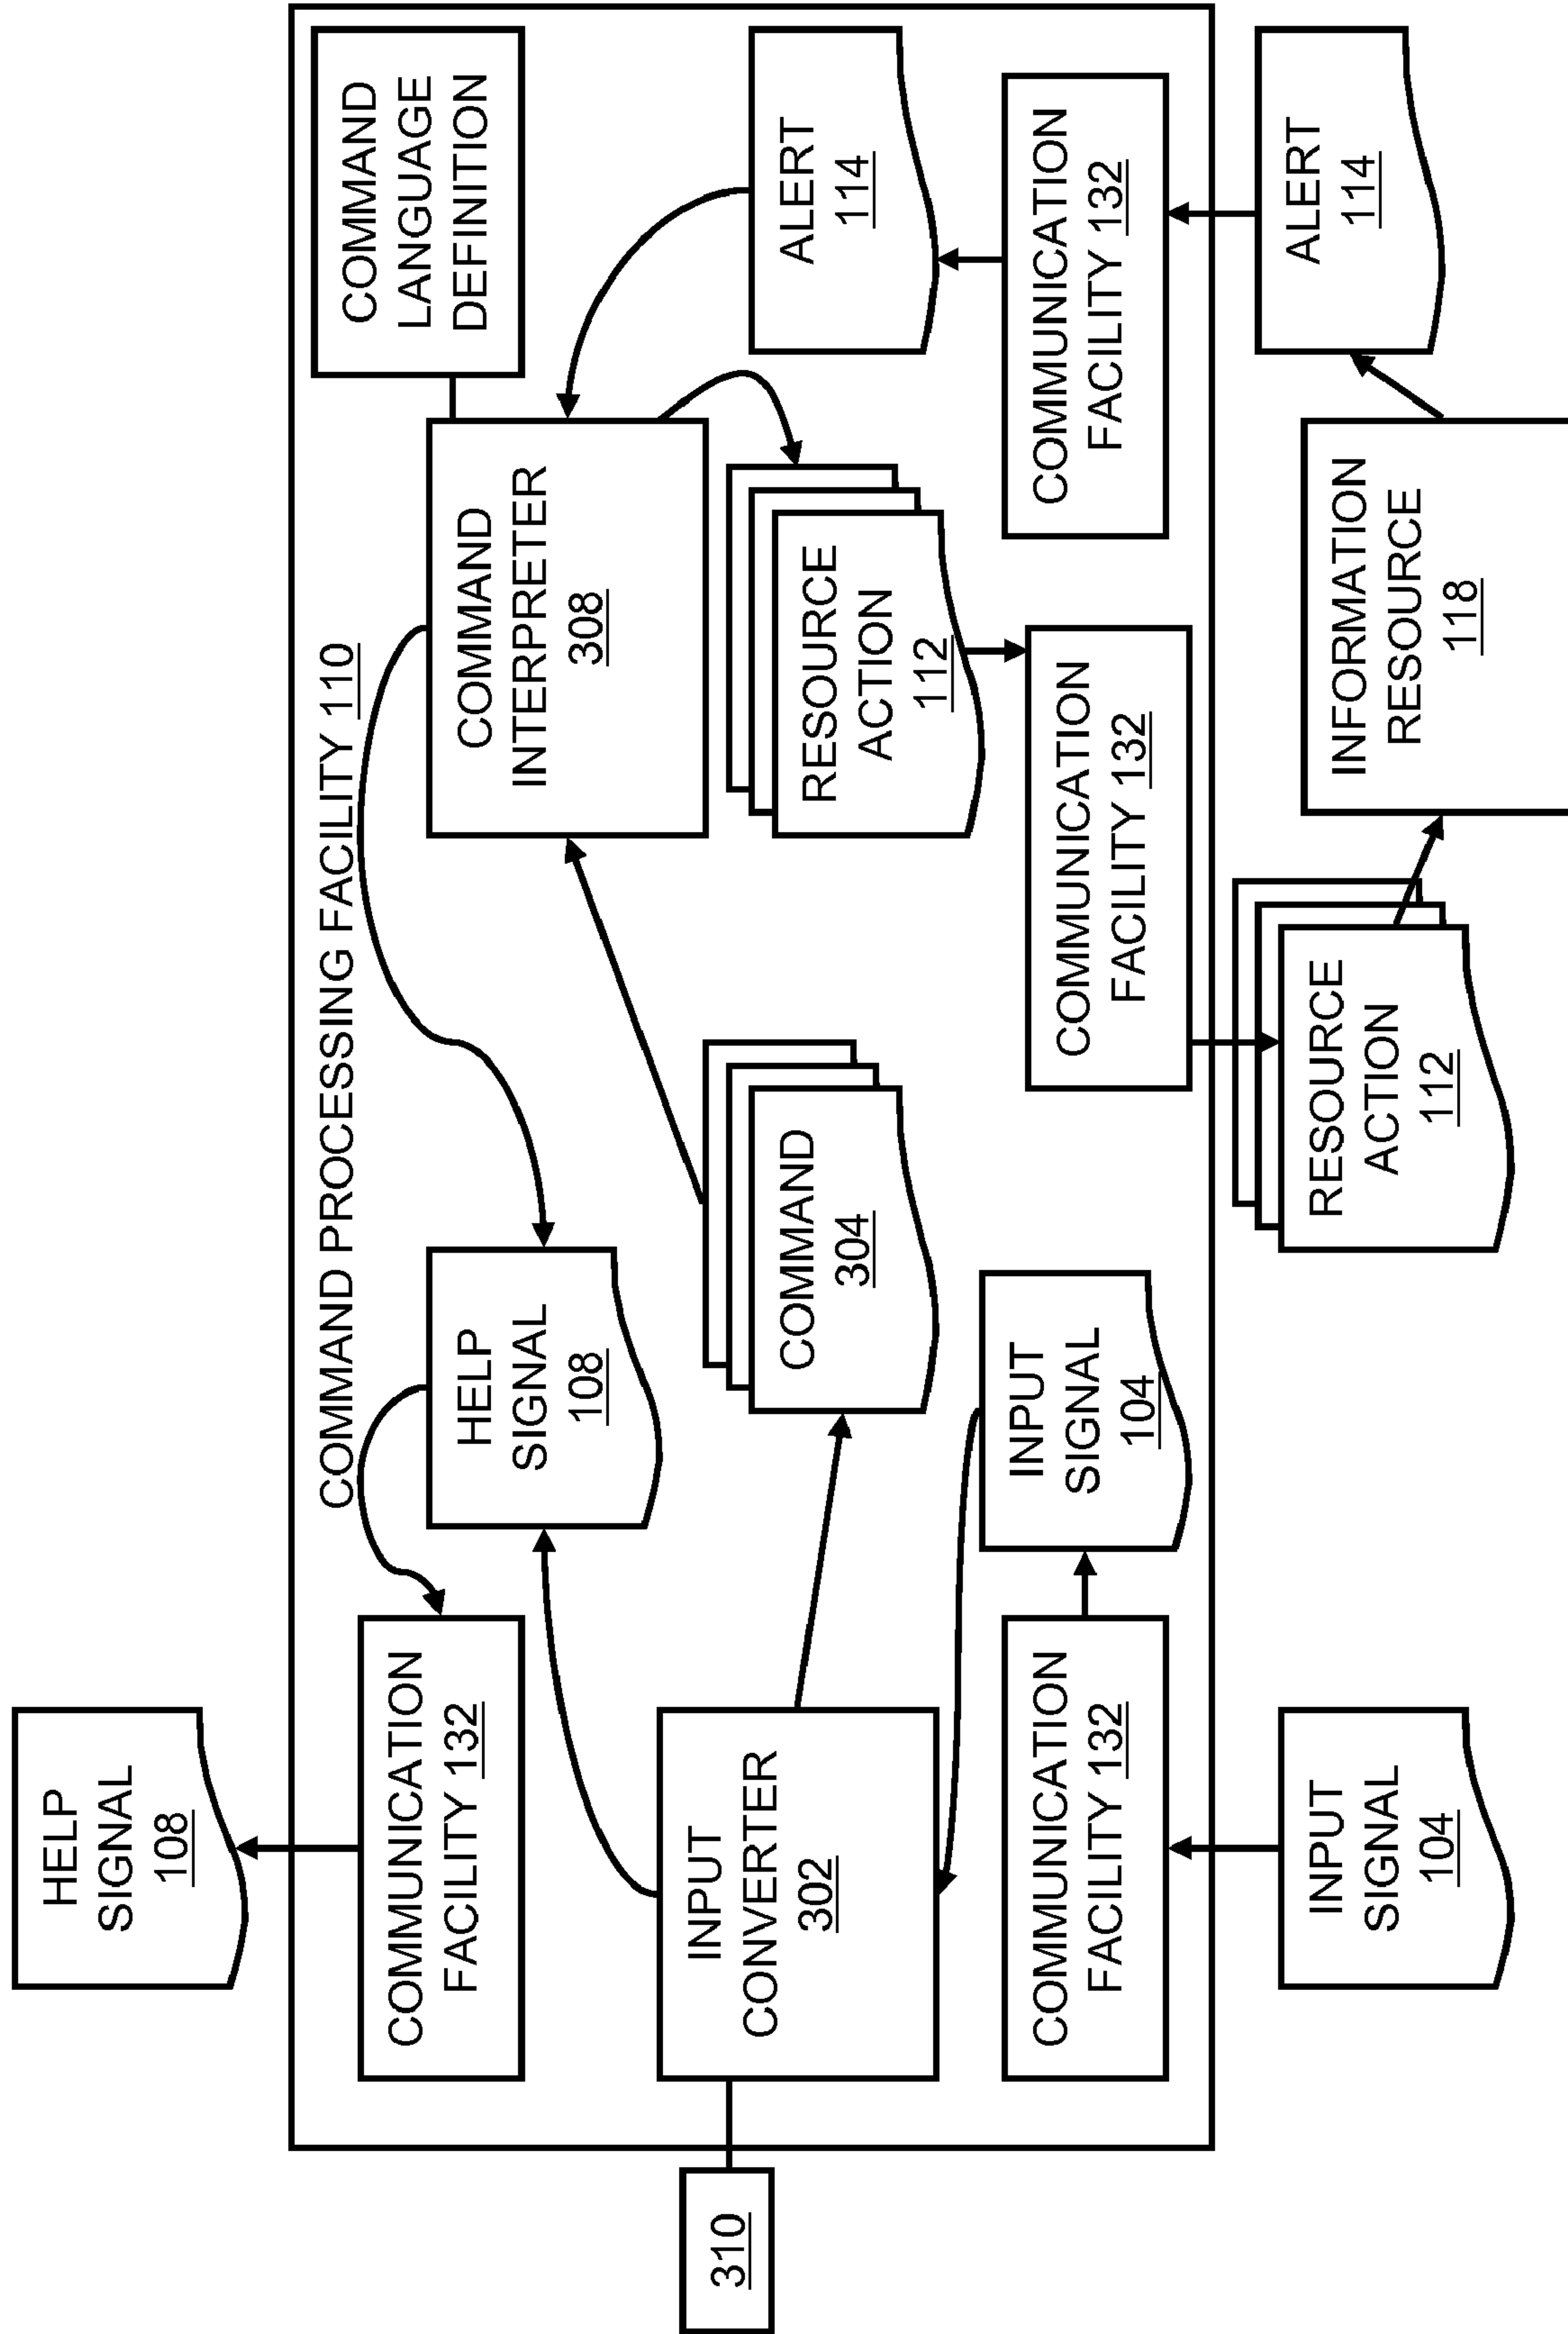 HELP
SIGNAL
108
COMMAND PROCESSING FACILITY 110
COMMUNICATION
FACILITY 132
HELP
SIGNAL
108
COMMAND
INTERPRETER
308
COMMAND
LANGUAGE
DEFINITION
310
INPUT
CONVERTER
302
COMMAND
304
RESOURCE
ACTION
112
ALERT
114
COMMUNICATION
FACILITY 132
INPUT
SIGNAL
104
COMMUNICATION
FACILITY 132
COMMUNICATION
FACILITY 132
INPUT
SIGNAL
104
RESOURCE
ACTION
112
INFORMATION
RESOURCE
118
ALERT
114